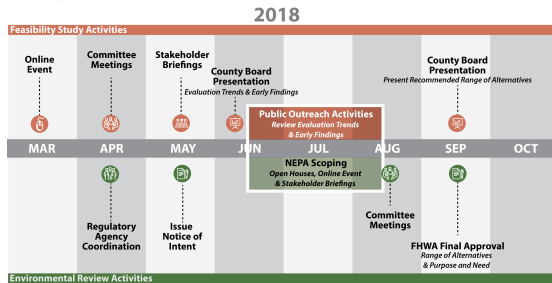 2018
Feasibility Study Activities
Online
Event
Committee
Meetings
Stakeholder
Briefings
County Board
Presentation
Evaluation Trends & Early Findings
County Board
Presentation
Present Recommended Range of Alternatives
Public Outreach Activities
Review Evaluation Trends
& Early Findings
MAR APR MAY JUN JUL AUG SEP OCT
NEPA Scoping
Open Houses, Online Event
& Stakeholder Briefings
Regulatory
Agency
Coordination
Issue
Notice of
Intent
Committee
Meetings
FHWA Final Approval
Range of Alternatives
& Purpose and Need
Environmental Review Activities